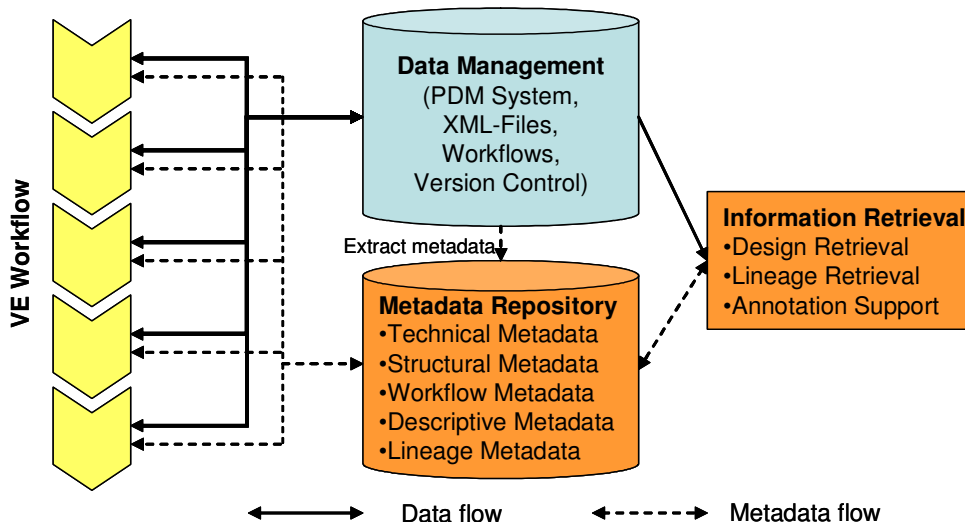 VE Workflow
Data Management
(PDM System,
XML-Files,
Workflows,
Version Control)
Extract metadata
Metadata Repository
•Technical Metadata
•Structural Metadata
•Workflow Metadata
•Descriptive Metadata
•Lineage Metadata
Information Retrieval
•Design Retrieval
•Lineage Retrieval
•Annotation Support
Data flow
Metadata flow